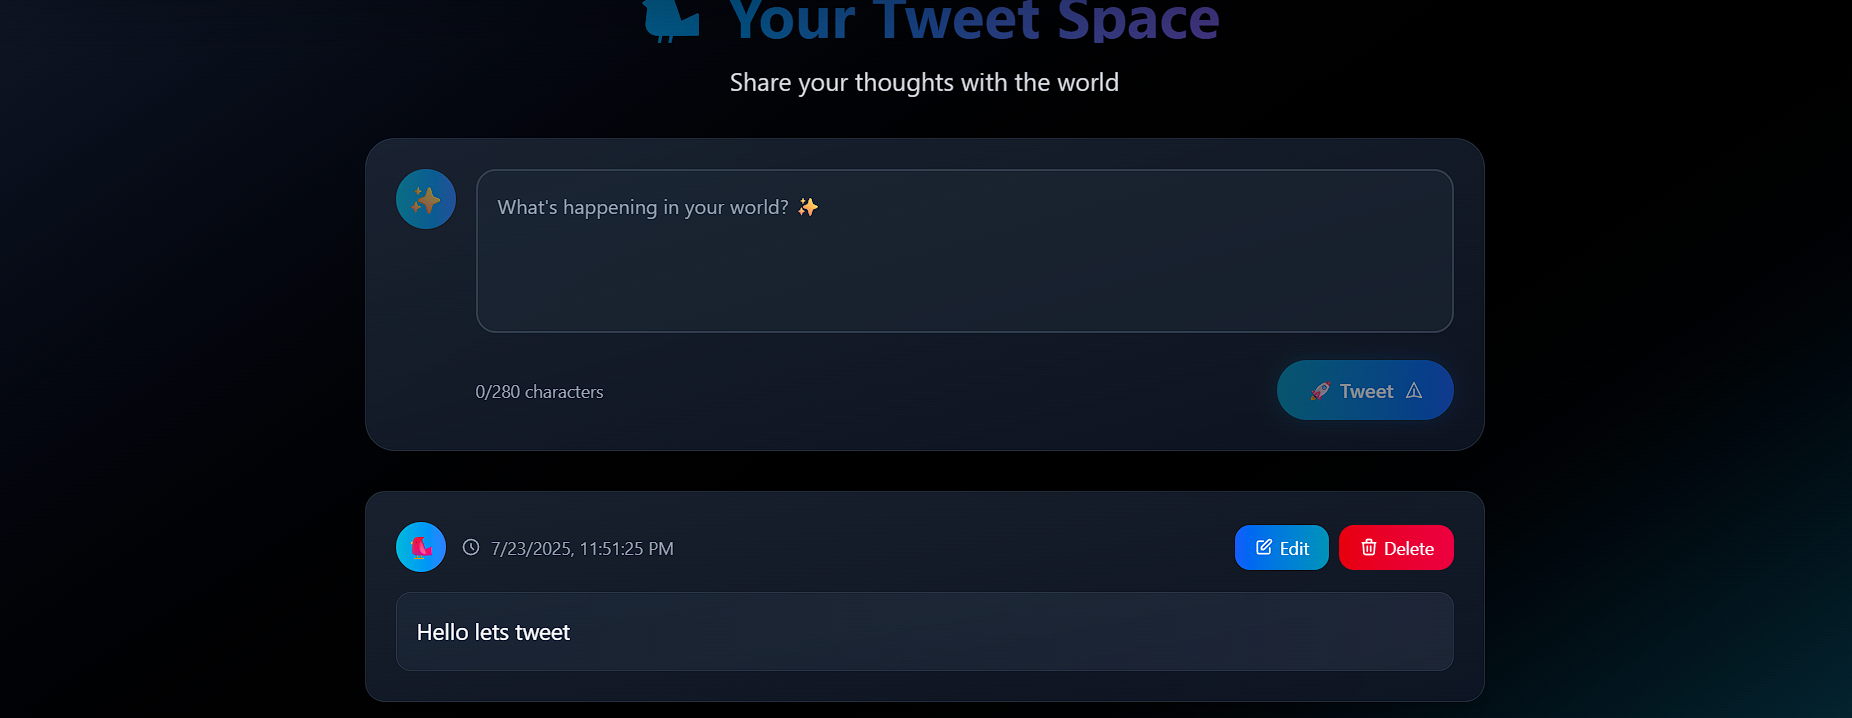 Your Tweet Space
Share your thoughts with the world
What's happening in your world? ✨
0/280 characters
🚀 Tweet
7/23/2025, 11:51:25 PM
Edit
Delete
Hello lets tweet